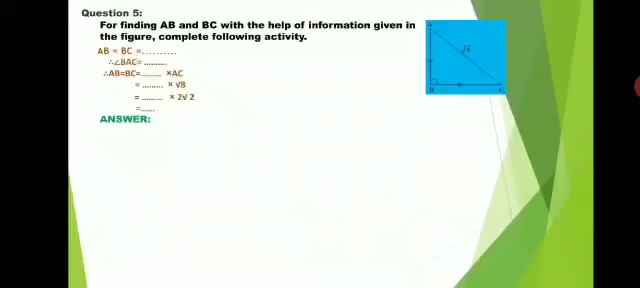 Question 5:
For finding AB and BC with the help of information given in
the figure, complete following activity.
AB = BC =..........
∴∠BAC= ..........
∴AB=BC=......... ×AC
= ......... × √8
= ......... × 2√ 2
=......
ANSWER:
A
√8
B
C